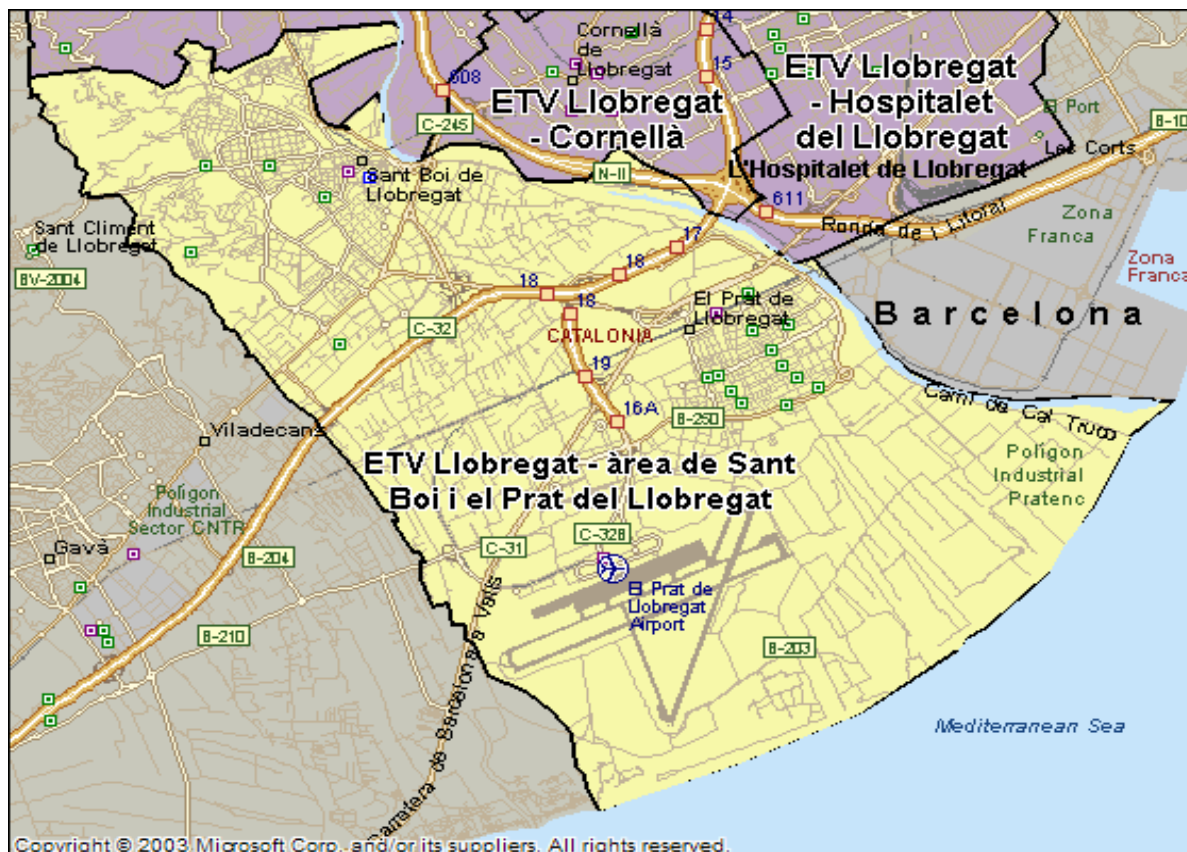 14
Cornellà
de
Llobregat
15
ETV Llobregat
- Hospitalet
del Llobregat
608
ETV Llobregat
- Cornellà
El Port
C-245
B-10
Les Corts
Sant Boi de
Llobregat
N-II
L'Hospitalet de Llobregat
611
Ronda de l Litoral
Zona
Franca
Sant Climent
de Llobregat
17
Zona
Franca
BV-2004
18
18
18
El Prat de
Llobregat
Barcelona
C-32
CATALONIA
19
16A
B-250
Camí de Cal Truco
Viladecans
ETV Llobregat - àrea de Sant
Boi i el Prat del Llobregat
Polígon
Industrial
Pratenc
Polígon
Industrial
Sector CNTR
Gavà
C-31
C-32B
B-204
El Prat de
Llobregat
Airport
B-210
B-203
Carretera de Barcelona a Valls
Mediterranean Sea
Copyright © 2003 Microsoft Corp. and/or its suppliers. All rights reserved.